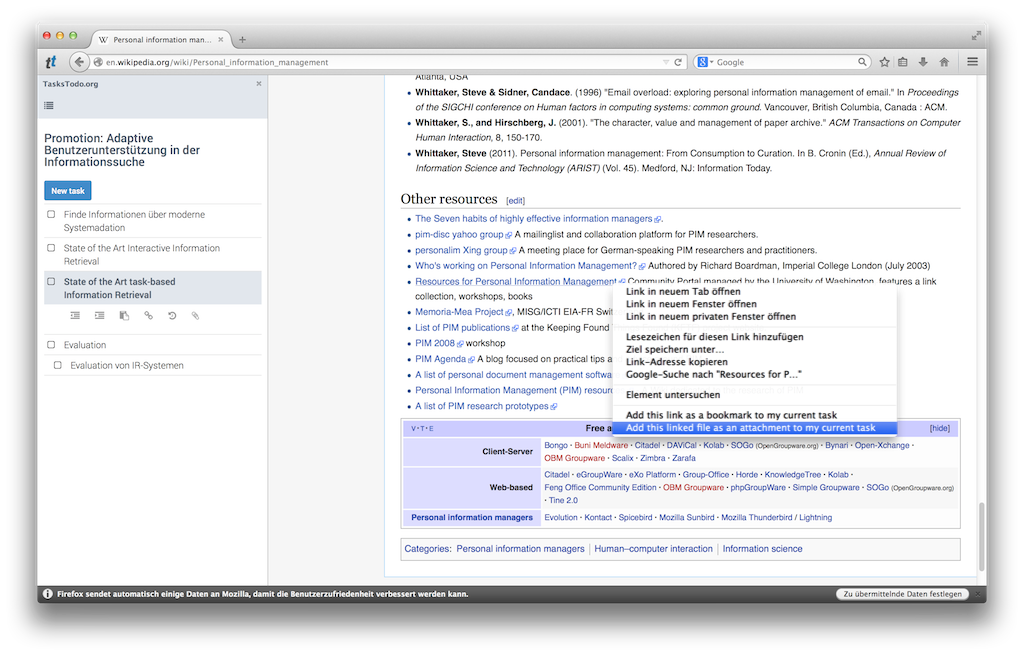 W Personal information man... × +
tt
en.wikipedia.org/wiki/Personal_information_management
8 Google
TasksTodo.org ×
Promotion: Adaptive
Benutzerunterstützung in der
Informationssuche
New task
Finde Informationen über moderne
Systemadation
State of the Art Interactive Information
Retrieval
State of the Art task-based
Information Retrieval
Evaluation
Evaluation von IR-Systemen
Atlanta, USA
• Whittaker, Steve & Sidner, Candace. (1996) "Email overload: exploring personal information management of email." In Proceedings
of the SIGCHI conference on Human factors in computing systems: common ground. Vancouver, British Columbia, Canada : ACM.
• Whittaker, S., and Hirschberg, J. (2001). "The character, value and management of paper archive." ACM Transactions on Computer
Human Interaction, 8, 150-170.
• Whittaker, Steve (2011). Personal information management: From Consumption to Curation. In B. Cronin (Ed.), Annual Review of
Information Science and Technology (ARIST) (Vol. 45). Medford, NJ: Information Today.
Other resources [edit]
• The Seven habits of highly effective information managers.
• pim-disc yahoo group A mailinglist and collaboration platform for PIM researchers.
• personalim Xing group A meeting place for German-speaking PIM researchers and practitioners.
• Who's working on Personal Information Management? Authored by Richard Boardman, Imperial College London (July 2003)
• Resources for Personal Information Management Community Portal managed by the University of Washington, features a link
collection, workshops, books
• Memoria-Mea Project, MISG/ICTI EIA-FR Swi
• List of PIM publications at the Keeping Found
• PIM 2008 workshop
• PIM Agenda A blog focused on practical tips a
• A list of personal document management softwa
• Personal Information Management (PIM) resour
• A list of PIM research prototypes
Link in neuem Tab öffnen
Link in neuem Fenster öffnen
Link in neuem privaten Fenster öffnen
Lesezeichen für diesen Link hinzufügen
Ziel speichern unter...
Link-Adresse kopieren
Google-Suche nach "Resources for P..."
Element untersuchen
Add this link as a bookmark to my current task
Add this linked file as an attachment to my current task
V · T · E Free a [hide]
Client-Server Bongo · Buni Meldware · Citadel · DAViCal · Kolab · SOGo (OpenGroupware.org) · Bynari · Open-Xchange ·
OBM Groupware · Scalix · Zimbra · Zarafa
Citadel · eGroupWare · eXo Platform · Group-Office · Horde · KnowledgeTree · Kolab ·
Web-based Feng Office Community Edition · OBM Groupware · phpGroupWare · Simple Groupware · SOGo (OpenGroupware.org)
· Tine 2.0
Personal information managers Evolution · Kontact · Spicebird · Mozilla Sunbird · Mozilla Thunderbird / Lightning
Categories: Personal information managers | Human–computer interaction | Information science
Firefox sendet automatisch einige Daten an Mozilla, damit die Benutzerzufriedenheit verbessert werden kann. Zu übermittelnde Daten festlegen ×